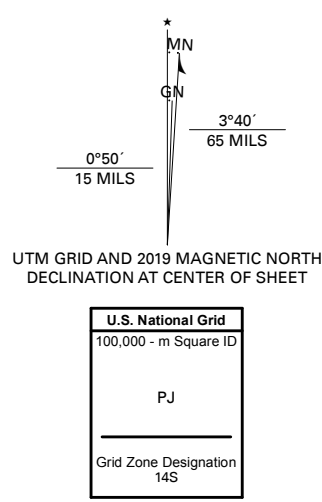 ★
MN
GN
3°40´
65 MILS
0°50´
15 MILS
UTM GRID AND 2019 MAGNETIC NORTH
DECLINATION AT CENTER OF SHEET
U.S. National Grid
100,000 - m Square ID
PJ
Grid Zone Designation
14S